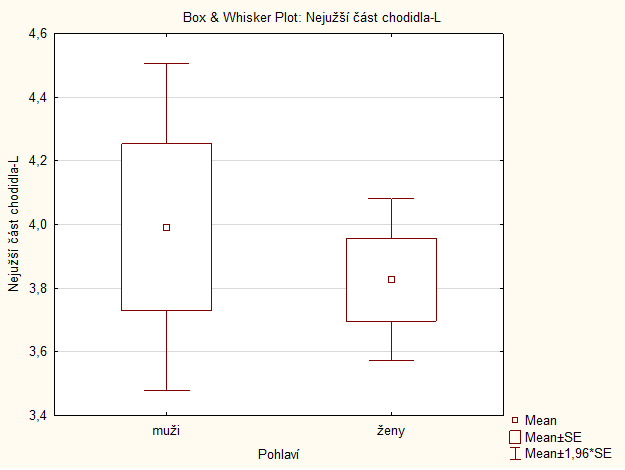 Box & Whisker Plot: Nejužší část chodidla-L
Nejužší část chodidla-L
4,6
4,4
4,2
4,0
3,8
3,6
3,4
muži
ženy
Pohlaví
Mean
Mean±SE
Mean±1,96*SE